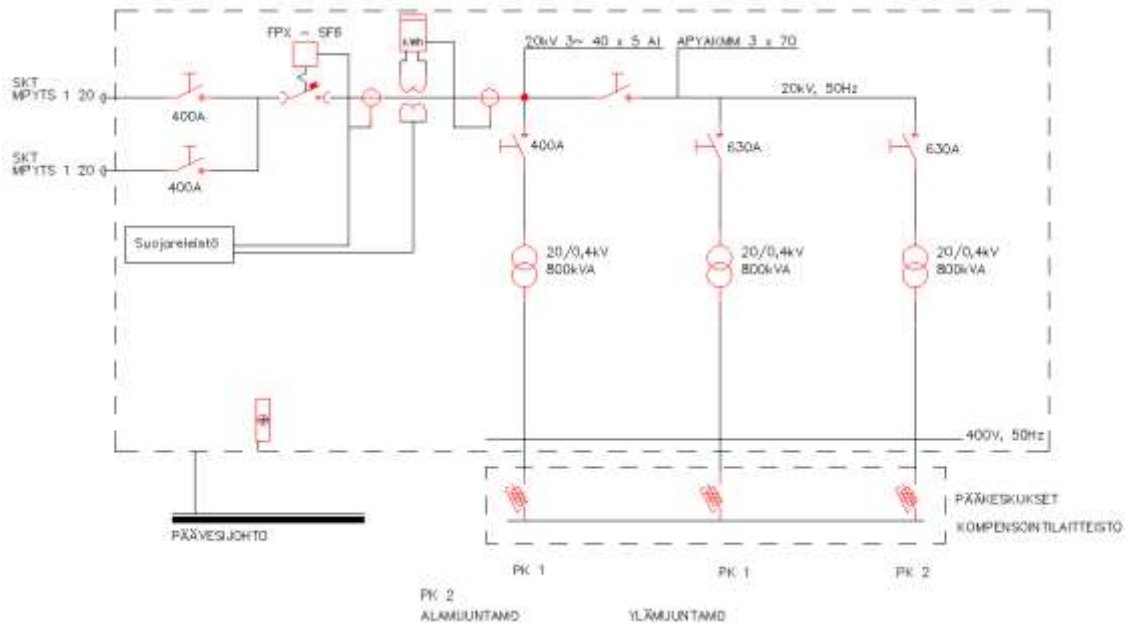 FPX - SF6
kWh
20kV 3~ 40 x 5 Al
APYAKMM 3 x 70
SKT
MPYTS 1 20
20kV, 50Hz
400A
400A
630A
630A
SKT
MPYTS 1 20
400A
Suojareleistö
20/0,4kV
800kVA
20/0,4kV
800kVA
20/0,4kV
800kVA
400V, 50Hz
PÄÄKESKUKSET
KOMPENSOINTILAITTEISTO
PÄÄVESIJOHTO
PK 1
PK 1
PK 2
PK 2
ALAMUUNTAMO
YLÄMUUNTAMO